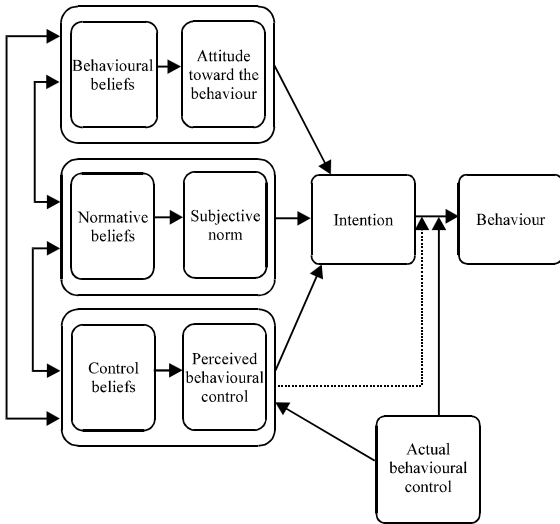 Behavioural
beliefs
Attitude
toward the
behaviour
Normative
beliefs
Subjective
norm
Intention
Behaviour
Control
beliefs
Perceived
behavioural
control
Actual
behavioural
control